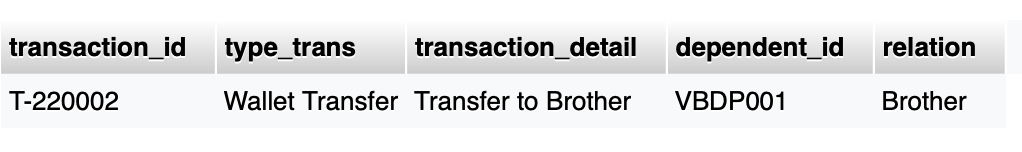 transaction_id type_trans transaction_detail dependent_id relation
T-220002 Wallet Transfer Transfer to Brother VBDP001 Brother